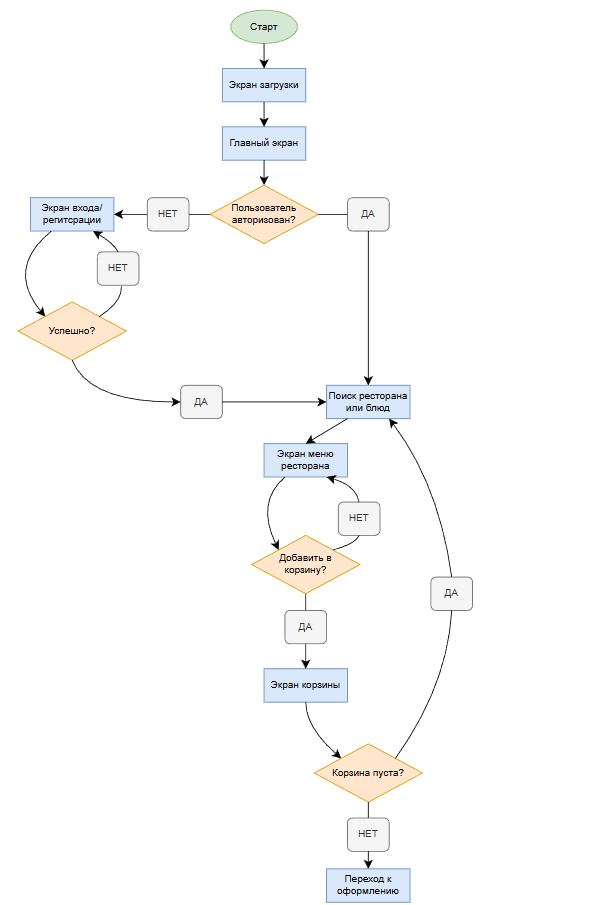 Старт
Экран загрузки
Главный экран
Пользователь
авторизован?
НЕТ
ДА
Экран входа/
регитсрации
НЕТ
Успешно?
ДА
Поиск ресторана
или блюд
Экран меню
ресторана
НЕТ
Добавить в
корзину?
ДА
ДА
Экран корзины
Корзина пуста?
НЕТ
Переход к
оформлению